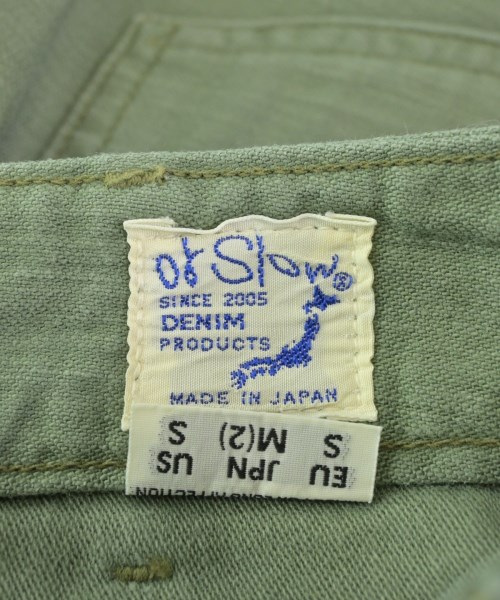 orSlow®
SINCE 2005
DENIM
PRODUCTS
MADE IN JAPAN
EU JPN US
S M(2) S